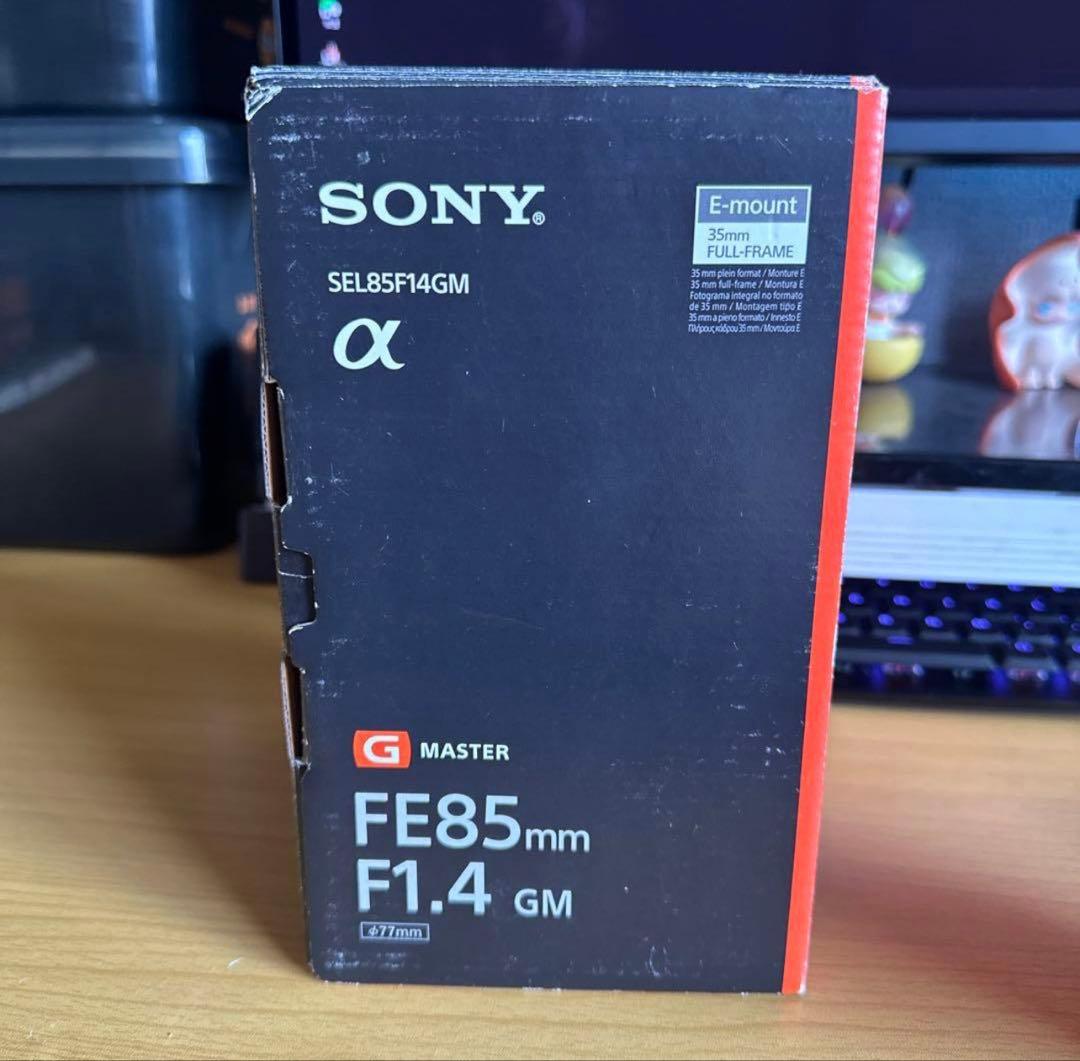 SONY®
E-mount
35mm
FULL-FRAME
SEL85F14GM
35 mm plein format / Monture E
35 mm full-frame / Montura E
Fotograma integral no formato
de 35 mm / Montagem tipo E
35 mm a pieno formato / Innesto E
Πλήρους κάδρου 35 mm / Μοντούρα E
α
G MASTER
FE85mm
F1.4 GM
φ77mm